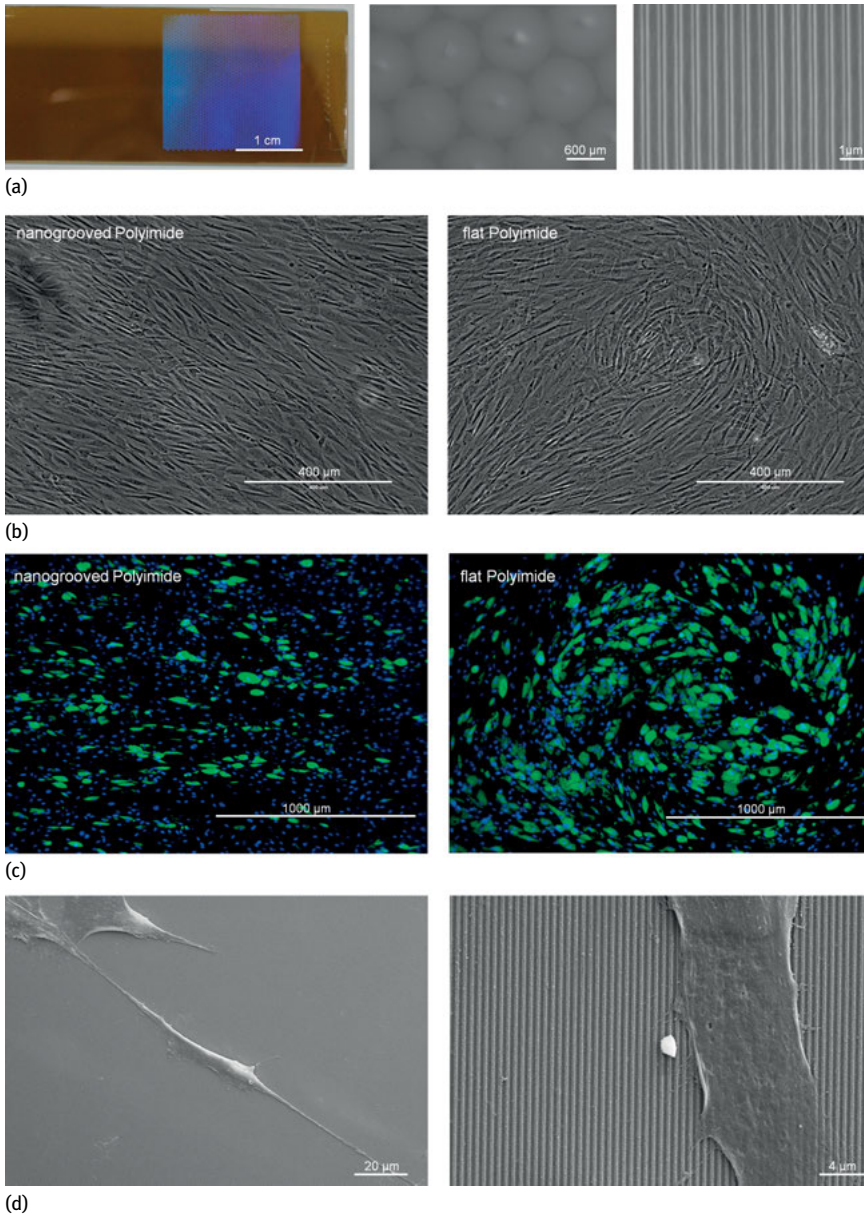 1 cm
600 µm
1µm
(a)
nanogrooved Polyimide
flat Polyimide
400 µm
400 µm
(b)
nanogrooved Polyimide
flat Polyimide
1000 µm
1000 µm
(c)
20 µm
4 µm
(d)